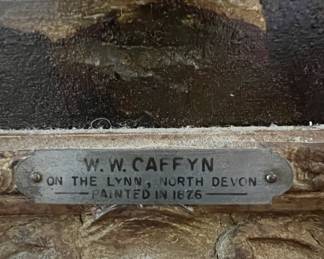 W. W. CAFFYN
ON THE LYNN, NORTH DEVON
PAINTED IN 1876